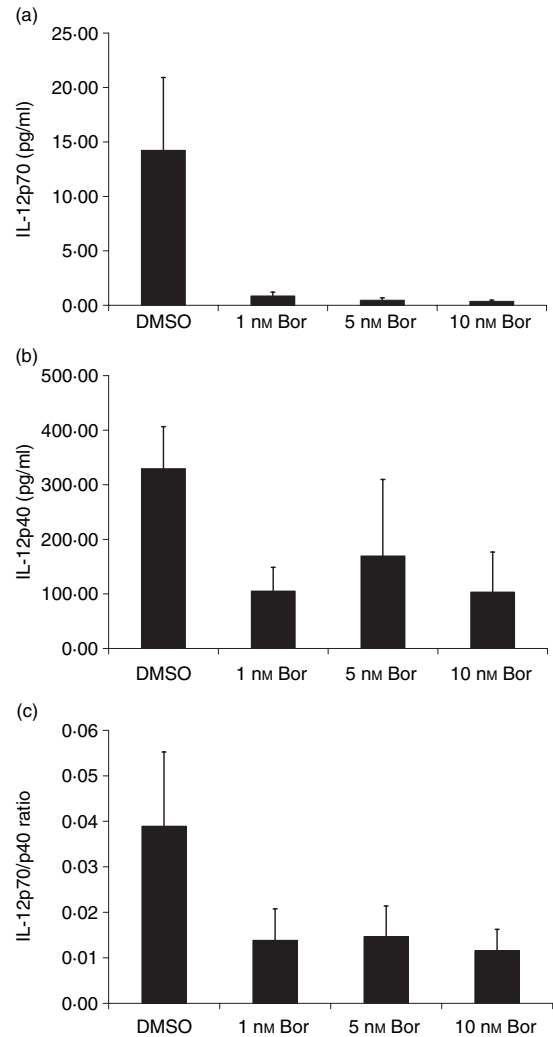 (a)
IL-12p70 (pg/ml)
25·00
20·00
15·00
10·00
5·00
0·00
DMSO 1 nM Bor 5 nM Bor 10 nM Bor
(b)
IL-12p40 (pg/ml)
500·00
400·00
300·00
200·00
100·00
0·00
DMSO 1 nM Bor 5 nM Bor 10 nM Bor
(c)
IL-12p70/p40 ratio
0·06
0·05
0·04
0·03
0·02
0·01
0·00
DMSO 1 nM Bor 5 nM Bor 10 nM Bor